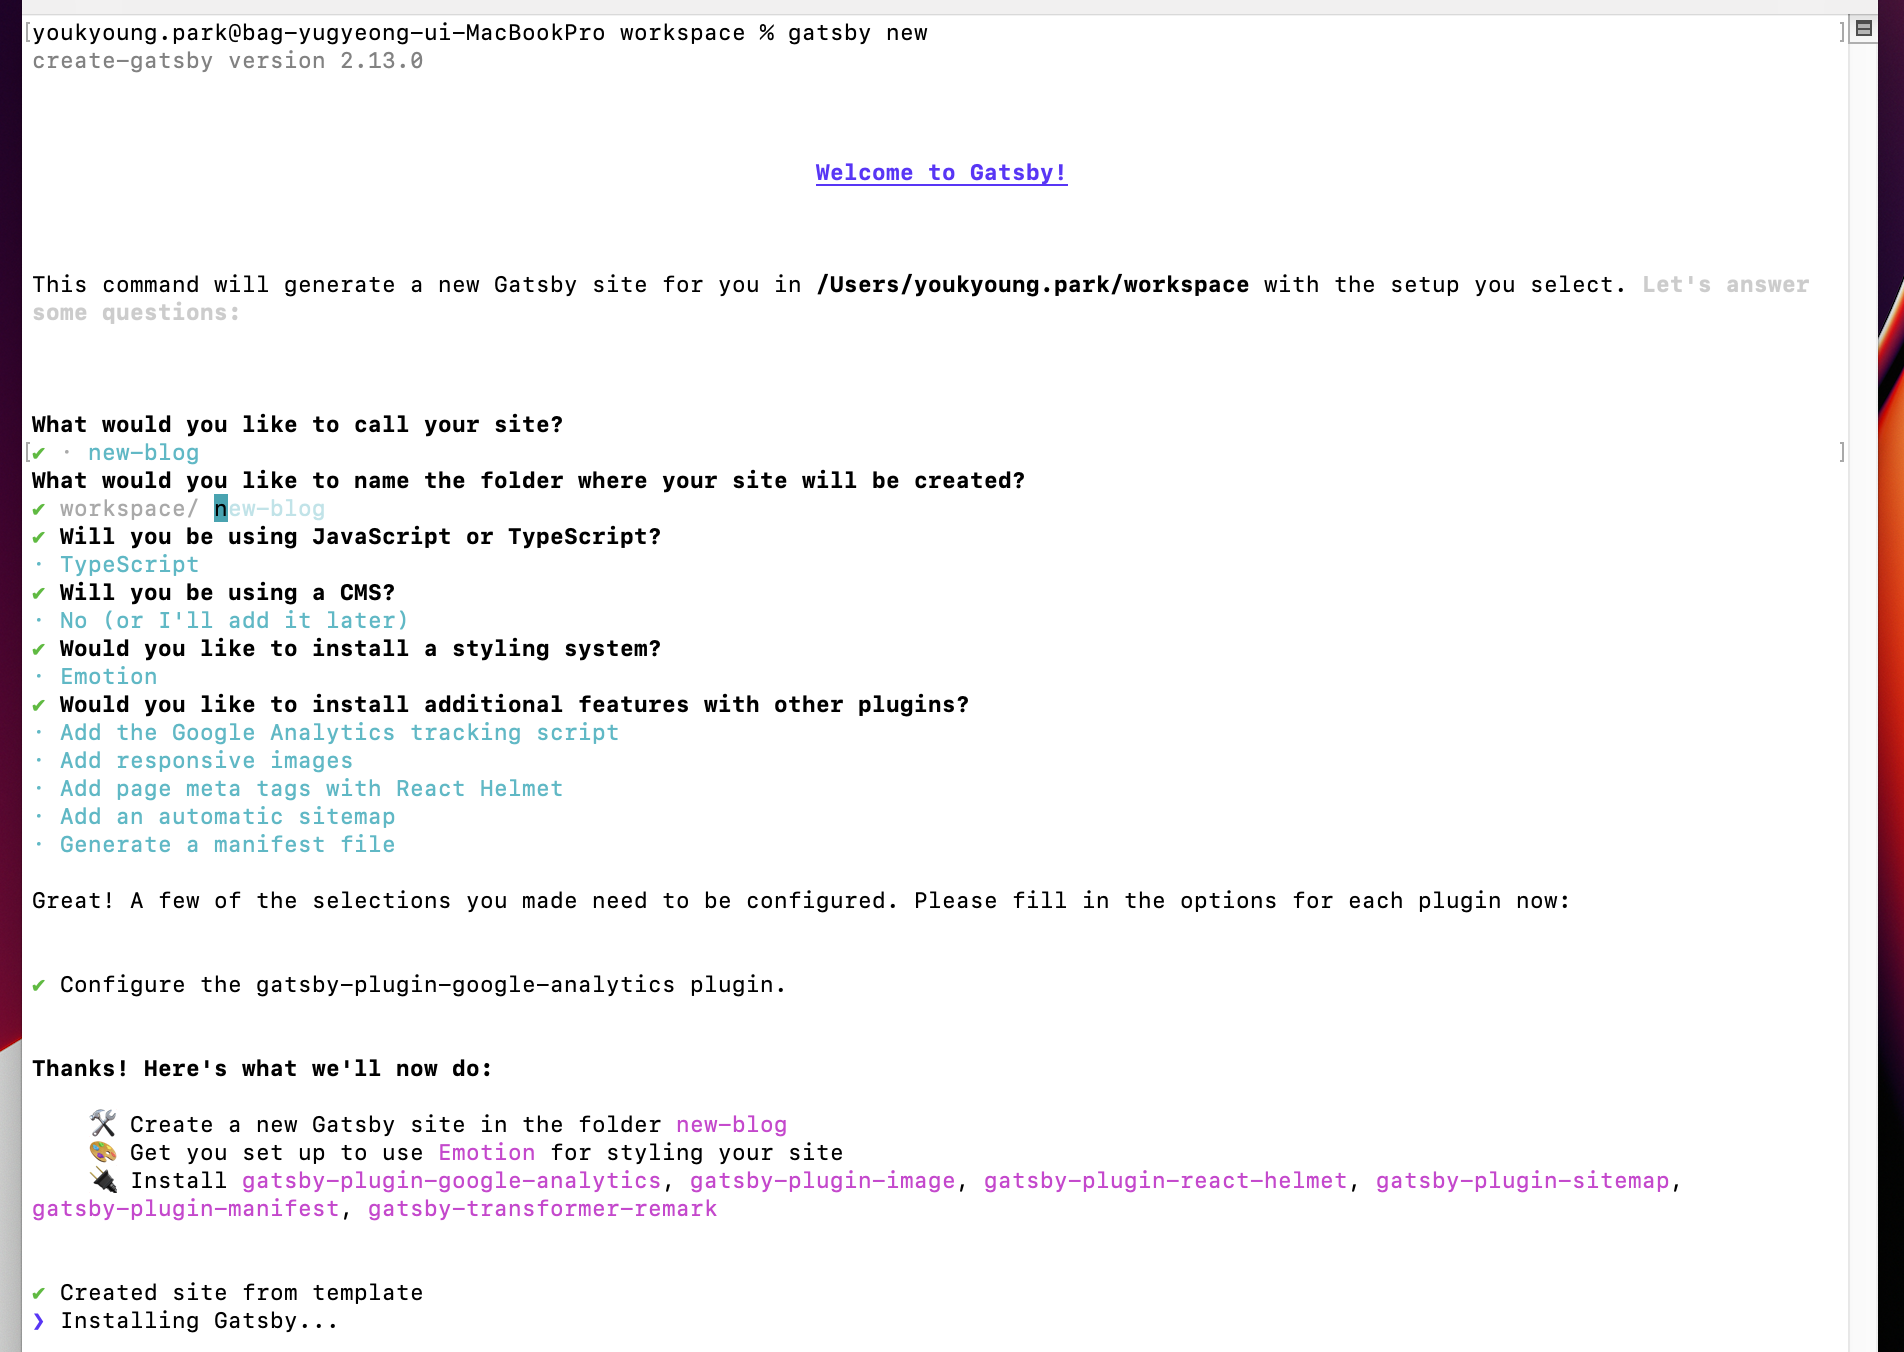 [youkyoung.park@bag-yugyeong-ui-MacBookPro workspace % gatsby new ]
create-gatsby version 2.13.0
Welcome to Gatsby!
This command will generate a new Gatsby site for you in /Users/youkyoung.park/workspace with the setup you select. Let's answer
some questions:
What would you like to call your site?
[✔ · new-blog ]
What would you like to name the folder where your site will be created?
✔ workspace/ new-blog
✔ Will you be using JavaScript or TypeScript?
· TypeScript
✔ Will you be using a CMS?
· No (or I'll add it later)
✔ Would you like to install a styling system?
· Emotion
✔ Would you like to install additional features with other plugins?
· Add the Google Analytics tracking script
· Add responsive images
· Add page meta tags with React Helmet
· Add an automatic sitemap
· Generate a manifest file
Great! A few of the selections you made need to be configured. Please fill in the options for each plugin now:
✔ Configure the gatsby-plugin-google-analytics plugin.
Thanks! Here's what we'll now do:
🛠 Create a new Gatsby site in the folder new-blog
🎨 Get you set up to use Emotion for styling your site
🔌 Install gatsby-plugin-google-analytics, gatsby-plugin-image, gatsby-plugin-react-helmet, gatsby-plugin-sitemap,
gatsby-plugin-manifest, gatsby-transformer-remark
✔ Created site from template
❯ Installing Gatsby...